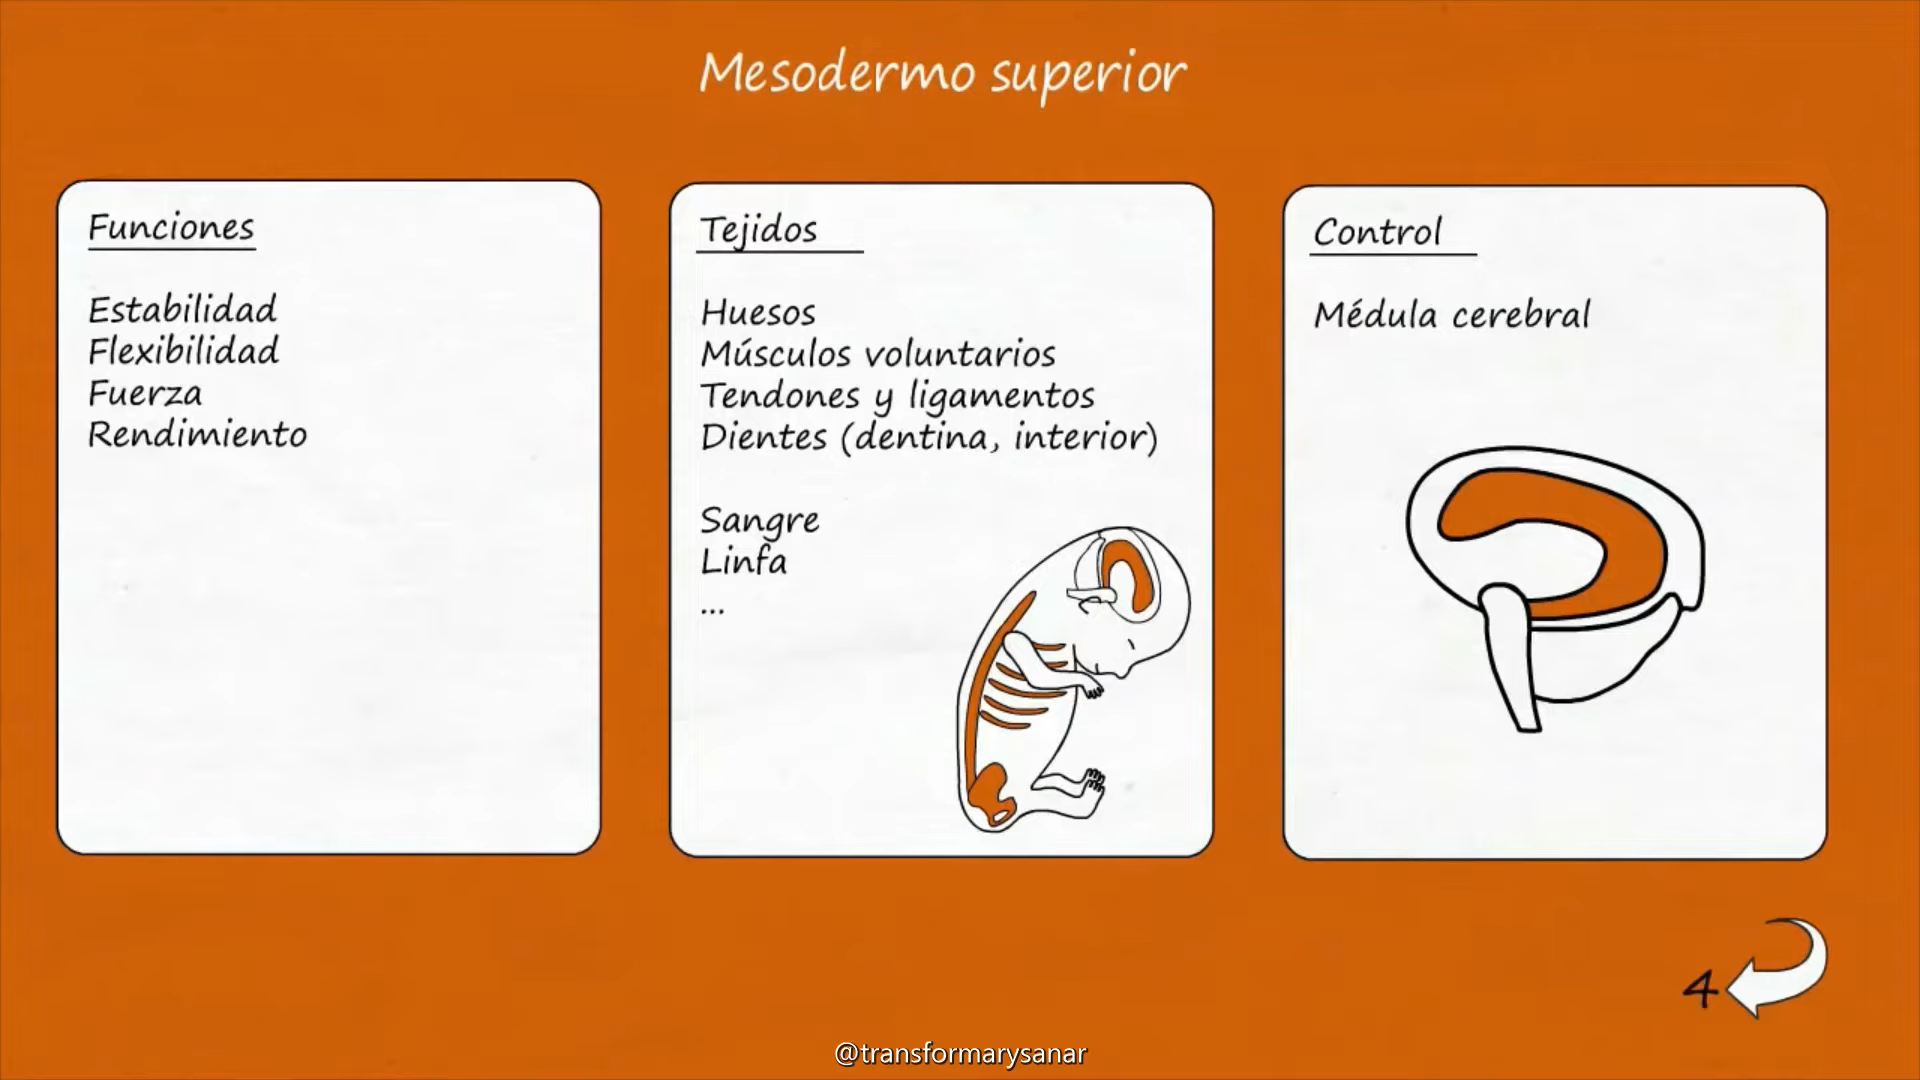 Mesodermo superior
Funciones
Estabilidad
Flexibilidad
Fuerza
Rendimiento
Tejidos
Huesos
Músculos voluntarios
Tendones y ligamentos
Dientes (dentina, interior)
Sangre
Linfa
...
Control
Médula cerebral
4
@transformarysanar